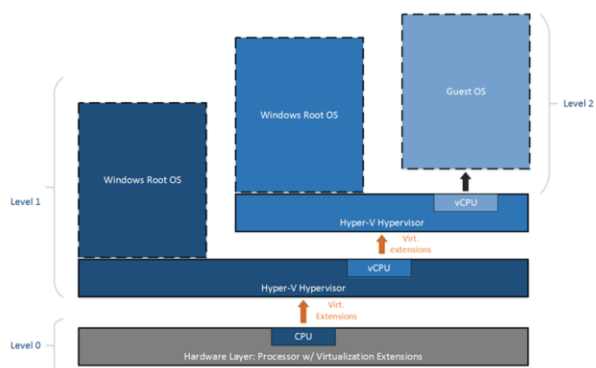 Guest OS
Level 2
Windows Root OS
Windows Root OS
Level 1
vCPU
Hyper-V Hypervisor
Virt.
extensions
vCPU
Hyper-V Hypervisor
Virt.
Extensions
CPU
Level 0
Hardware Layer: Processor w/ Virtualization Extensions